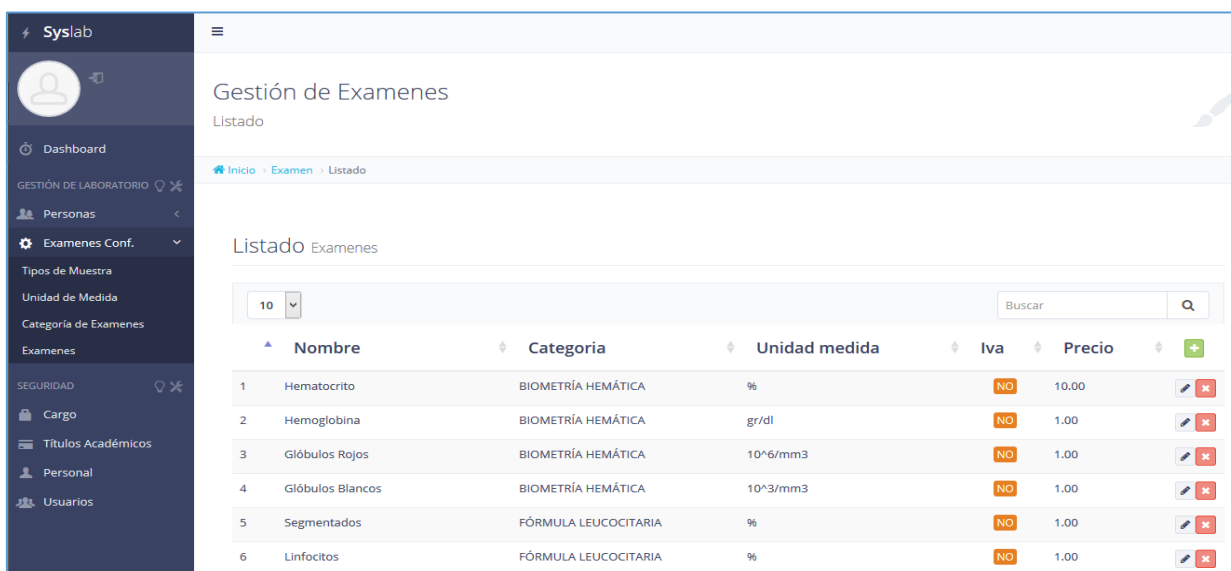 Syslab
Dashboard
GESTIÓN DE LABORATORIO
Personas
Examenes Conf.
Tipos de Muestra
Unidad de Medida
Categoría de Examenes
Examenes
SEGURIDAD
Cargo
Títulos Académicos
Personal
Usuarios
Gestión de Examenes
Listado
Inicio › Examen › Listado
Listado Examenes
10 Buscar
Nombre Categoria Unidad medida Iva Precio
1 Hematocrito BIOMETRÍA HEMÁTICA % NO 10.00
2 Hemoglobina BIOMETRÍA HEMÁTICA gr/dl NO 1.00
3 Glóbulos Rojos BIOMETRÍA HEMÁTICA 10^6/mm3 NO 1.00
4 Glóbulos Blancos BIOMETRÍA HEMÁTICA 10^3/mm3 NO 1.00
5 Segmentados FÓRMULA LEUCOCITARIA % NO 1.00
6 Linfocitos FÓRMULA LEUCOCITARIA % NO 1.00